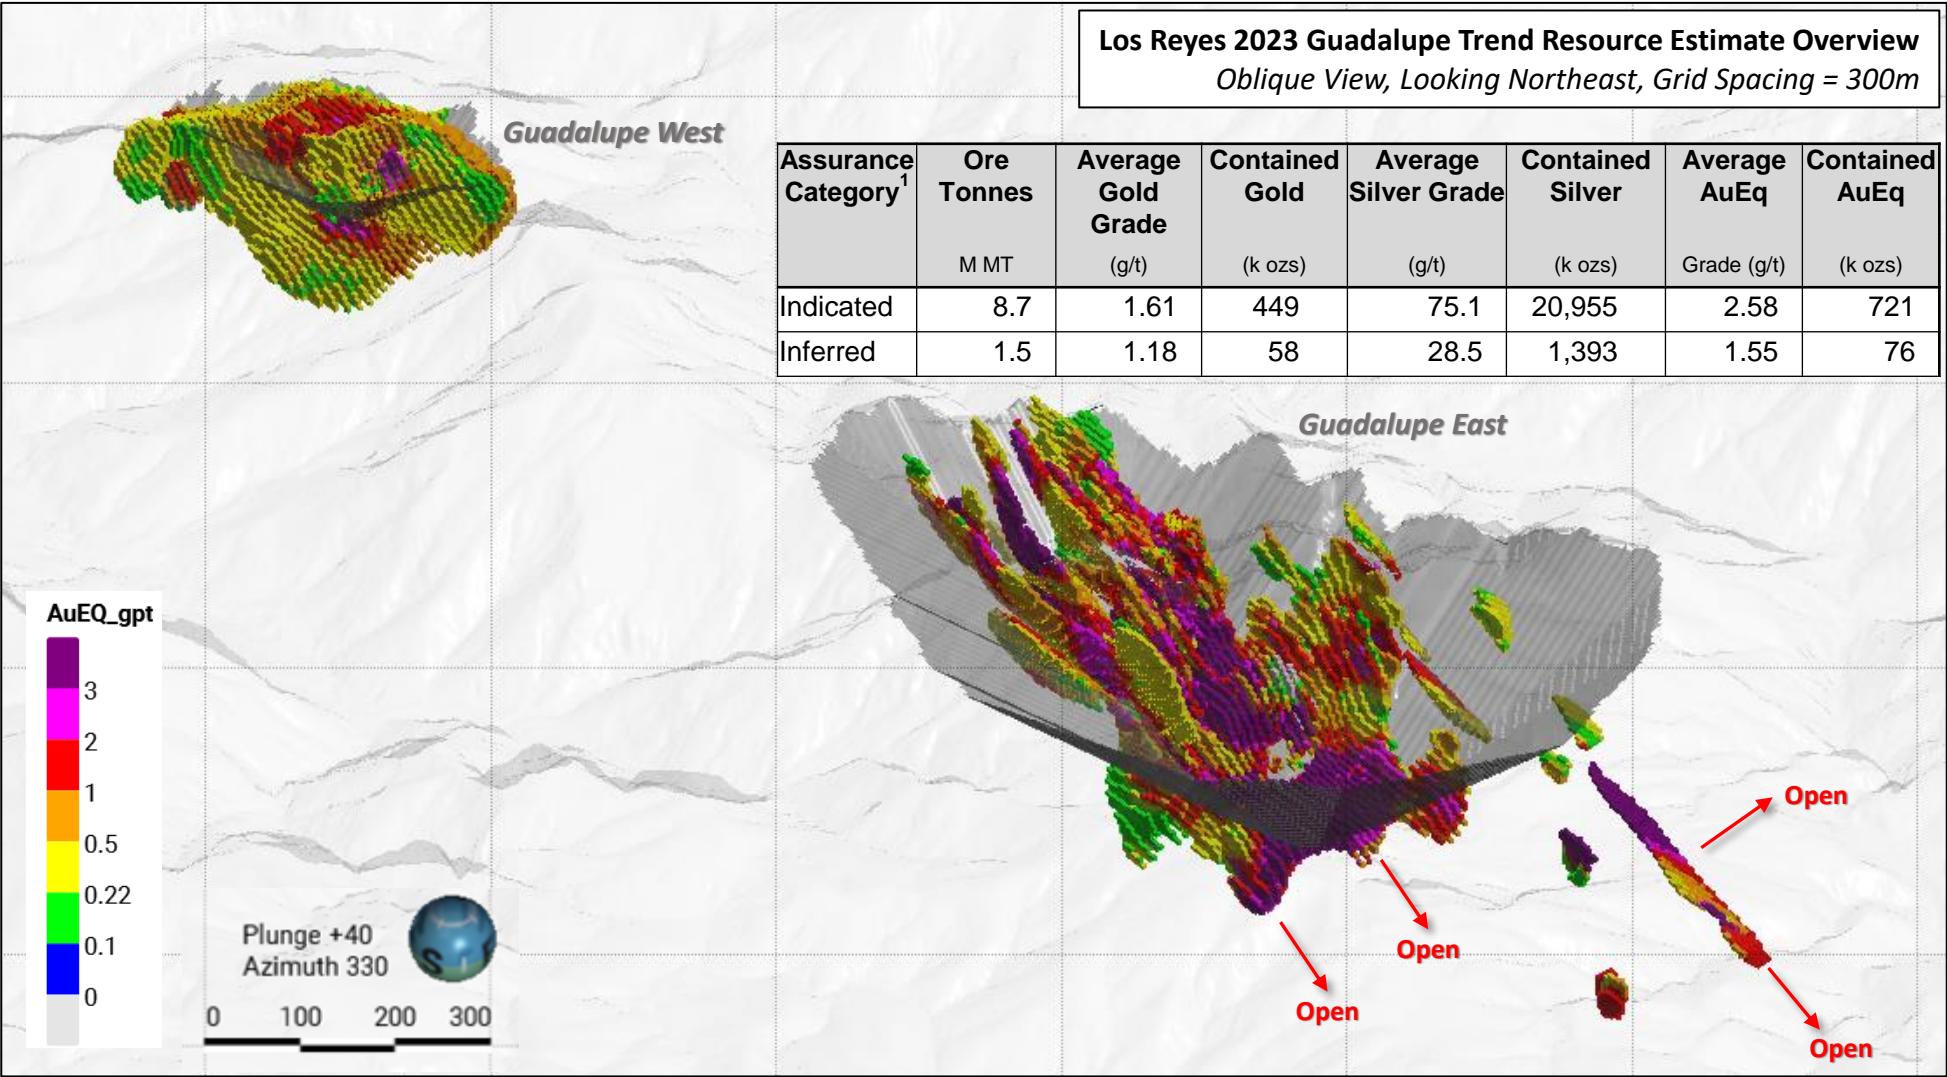 Los Reyes 2023 Guadalupe Trend Resource Estimate Overview
Oblique View, Looking Northeast, Grid Spacing = 300m
Guadalupe West
Assurance Category1 Ore Tonnes Average Gold Grade Contained Gold Average Silver Grade Contained Silver Average AuEq Contained AuEq
M MT (g/t) (k ozs) (g/t) (k ozs) Grade (g/t) (k ozs)
Indicated 8.7 1.61 449 75.1 20,955 2.58 721
Inferred 1.5 1.18 58 28.5 1,393 1.55 76
Guadalupe East
AuEQ_gpt
3
2
1
0.5
0.22
0.1
0
Plunge +40
Azimuth 330
S
0 100 200 300
Open
Open
Open
Open